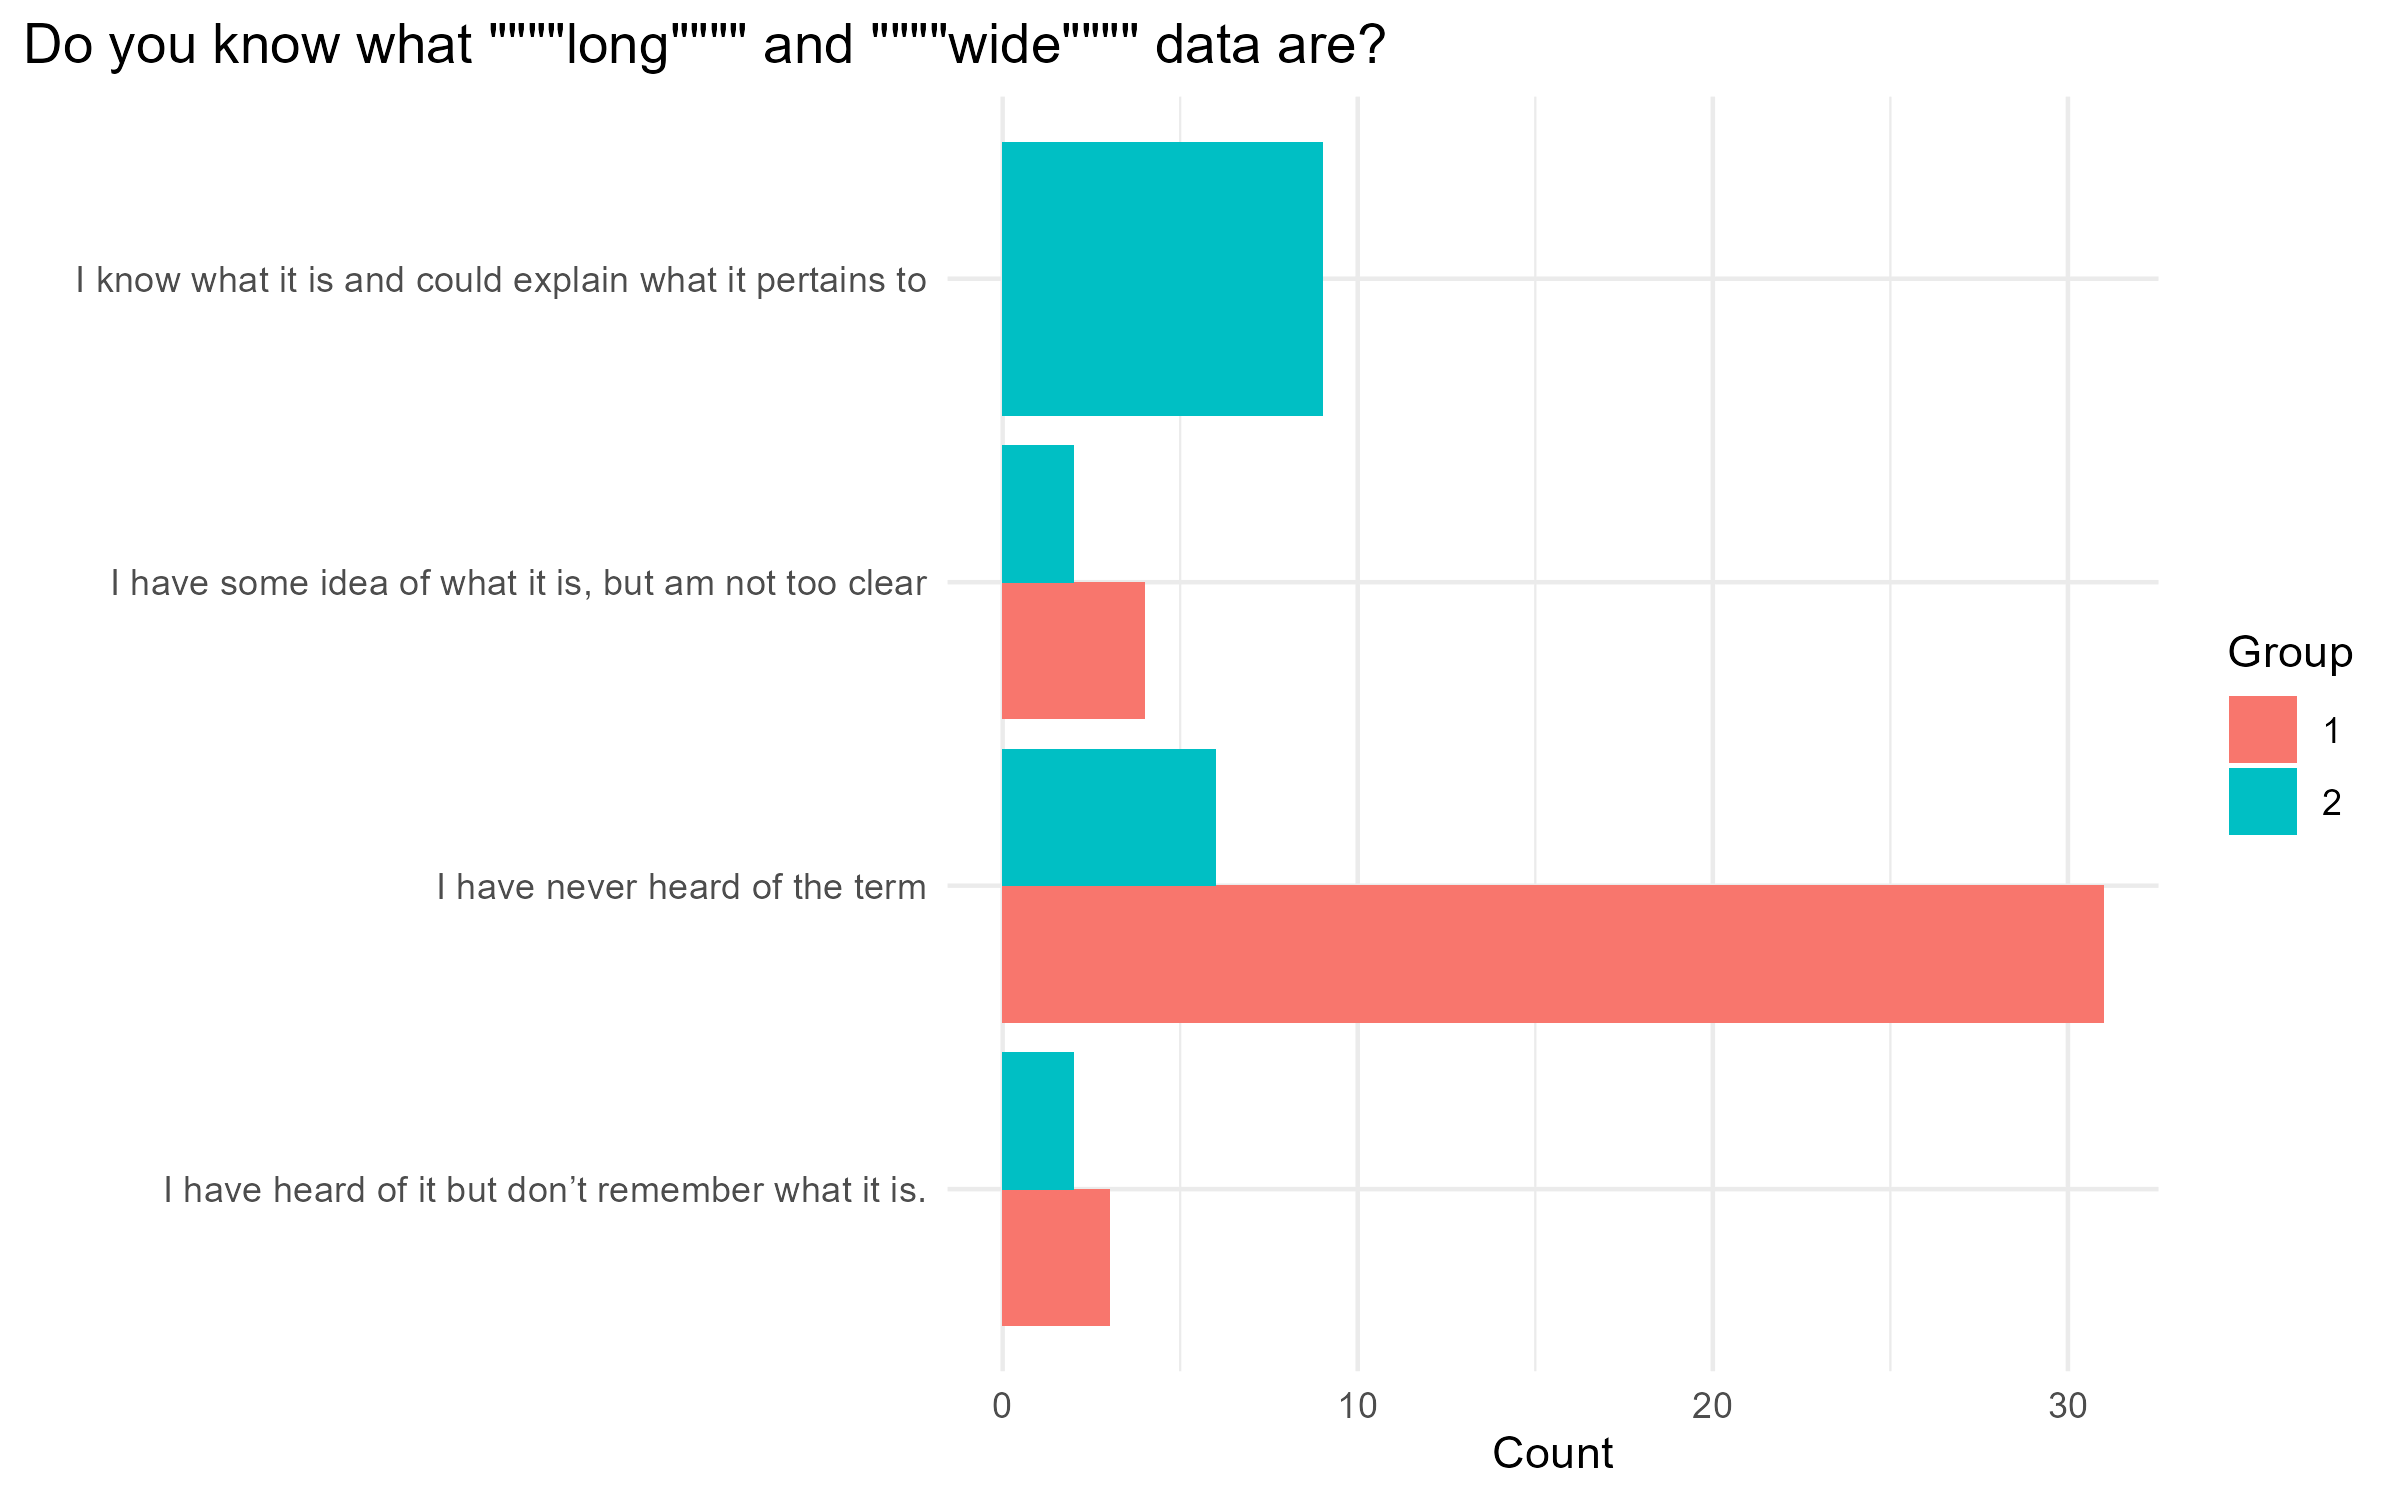 Do you know what """"long"""" and """"wide"""" data are?
I know what it is and could explain what it pertains to
I have some idea of what it is, but am not too clear
I have never heard of the term
I have heard of it but don’t remember what it is.
0 10 20 30
Count
Group
1
2